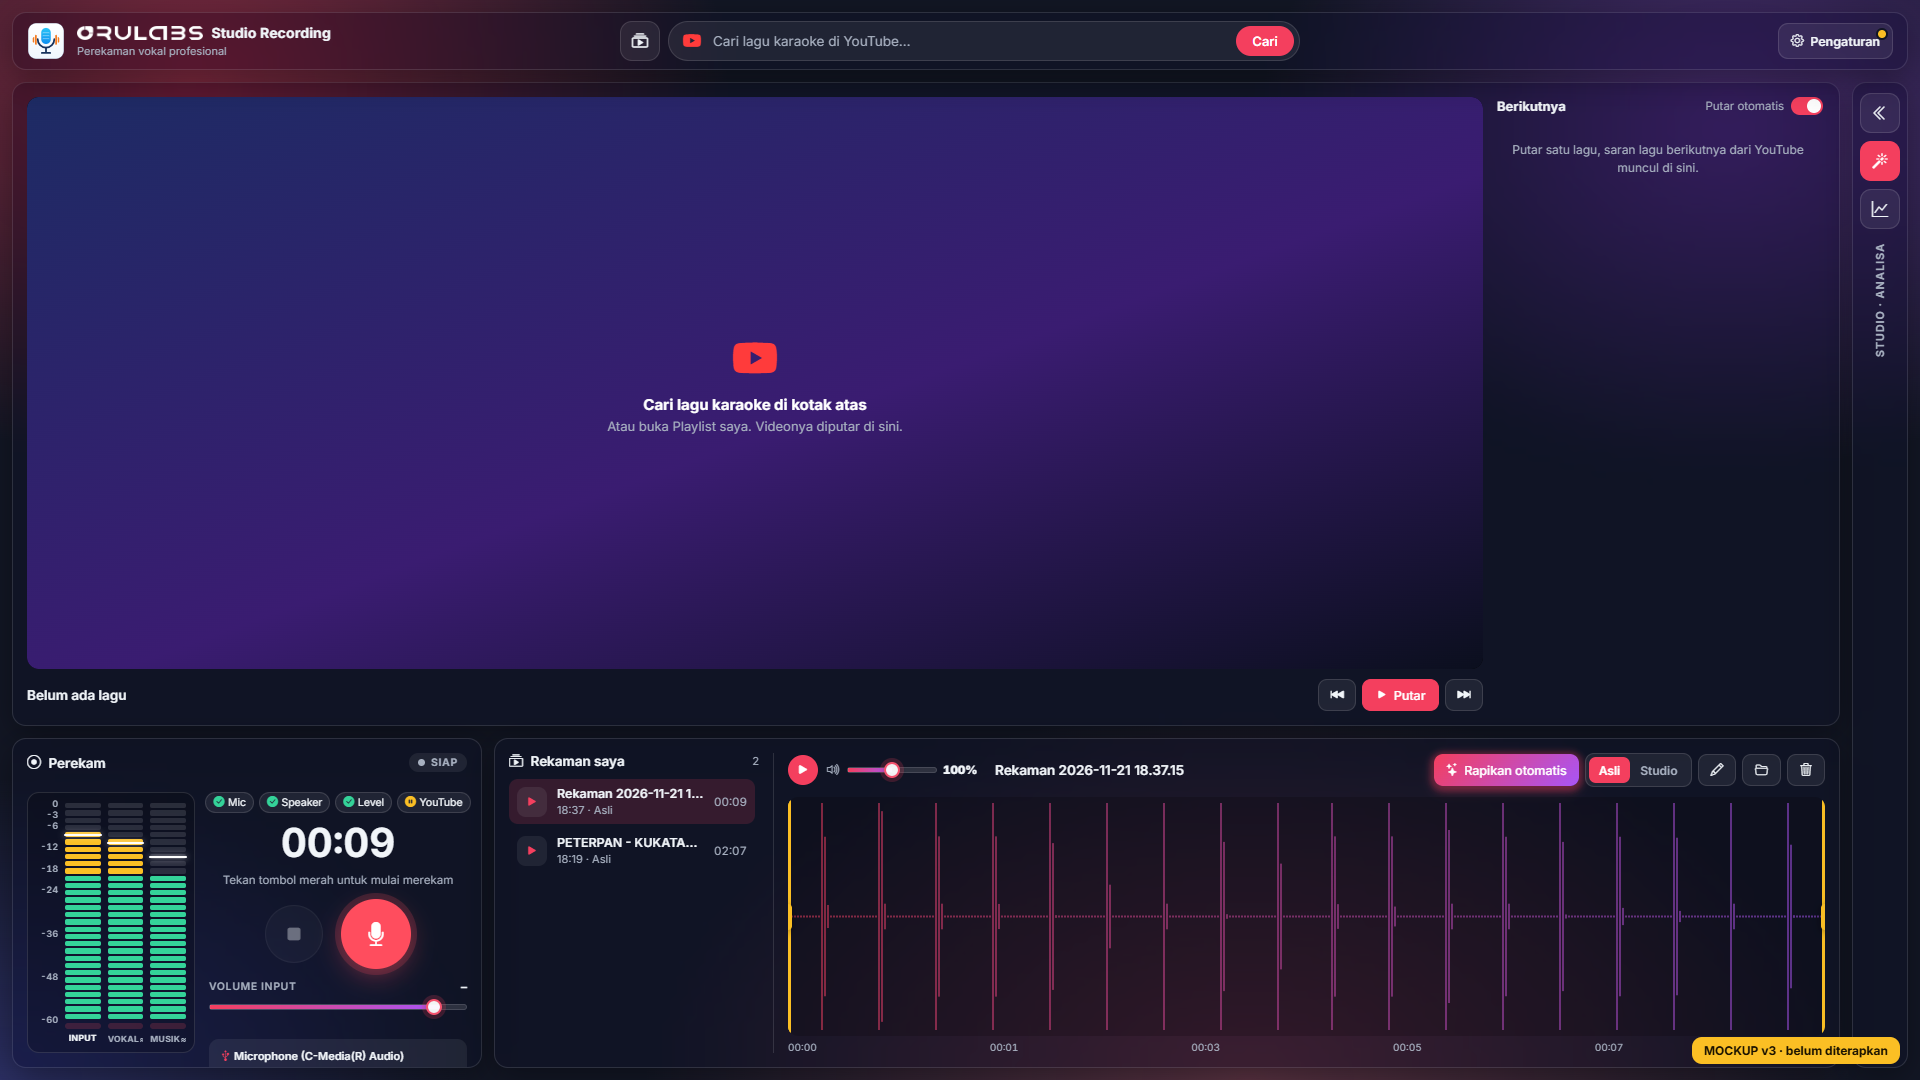 ORULABS Studio Recording
Perekaman vokal profesional
Cari lagu karaoke di YouTube...
Cari
Pengaturan
Berikutnya
Putar otomatis
Putar satu lagu, saran lagu berikutnya dari YouTube
muncul di sini.
STUDIO · ANALISA
Cari lagu karaoke di kotak atas
Atau buka Playlist saya. Videonya diputar di sini.
Belum ada lagu
Putar
Perekam
SIAP
0
-3
-6
-12
-18
-24
-36
-48
-60
INPUT
VOKAL≈
MUSIK≈
Mic
Speaker
Level
YouTube
00:09
Tekan tombol merah untuk mulai merekam
VOLUME INPUT
–
Microphone (C-Media(R) Audio)
Rekaman saya
2
Rekaman 2026-11-21 1...
18:37 · Asli
00:09
PETERPAN - KUKATA...
18:19 · Asli
02:07
100%
Rekaman 2026-11-21 18.37.15
Rapikan otomatis
Asli
Studio
00:00
00:01
00:03
00:05
00:07
MOCKUP v3 · belum diterapkan